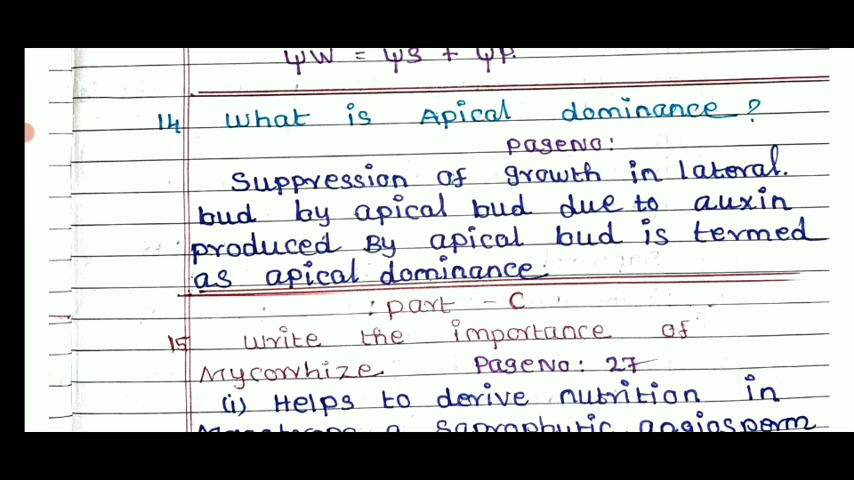 ΨW = ΨS + ΨP.
14 What is Apical dominance?
PageNo:
Suppression of growth in lateral.
bud by apical bud due to auxin
produced By apical bud is termed
as apical dominance.
: part - C
15 Write the importance of
Mycorrhize PageNo: 27
(i) Helps to derive nutrition in
a saprophytic angiosperm